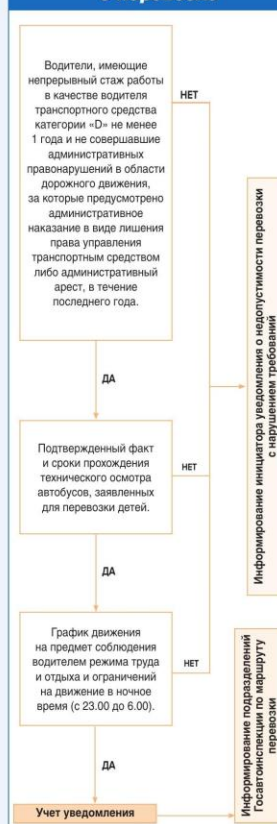 Водители, имеющие
непрерывный стаж работы
в качестве водителя
транспортного средства
категории «D» не менее
1 года и не совершавшие
административных
правонарушений в области
дорожного движения,
за которые предусмотрено
административное
наказание в виде лишения
права управления
транспортным средством
либо административный
арест, в течение
последнего года.
НЕТ
ДА
Подтвержденный факт
и сроки прохождения
технического осмотра
автобусов, заявленных
для перевозки детей.
НЕТ
Информирование инициатора уведомления о недопустимости перевозки
с нарушением требований
ДА
График движения
на предмет соблюдения
водителем режима труда
и отдыха и ограничений
на движение в ночное
время (с 23.00 до 6.00).
НЕТ
ДА
Учет уведомления
Информирование подразделений
Госавтоинспекции по маршруту
перевозки